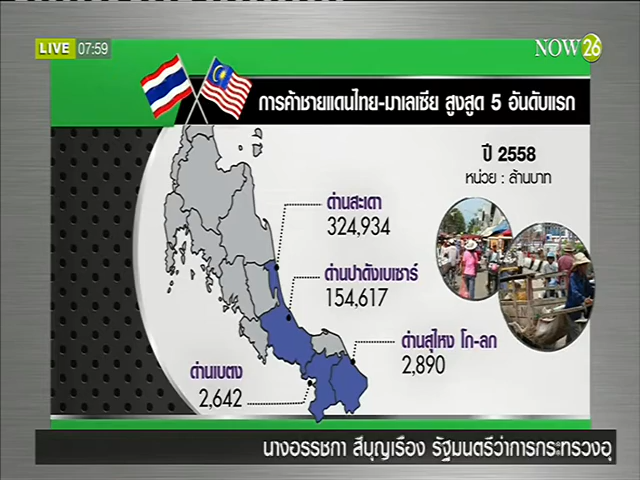 LIVE 07:59
NOW26
การค้าชายแดนไทย-มาเลเซีย สูงสุด 5 อันดับแรก
ปี 2558
หน่วย : ล้านบาท
ด่านสะเดา
324,934
ด่านปาดังเบซาร์
154,617
ด่านสุไหง โก-ลก
2,890
ด่านเบตง
2,642
นางอรรชกา สีบุญเรือง รัฐมนตรีว่าการกระทรวงอุ